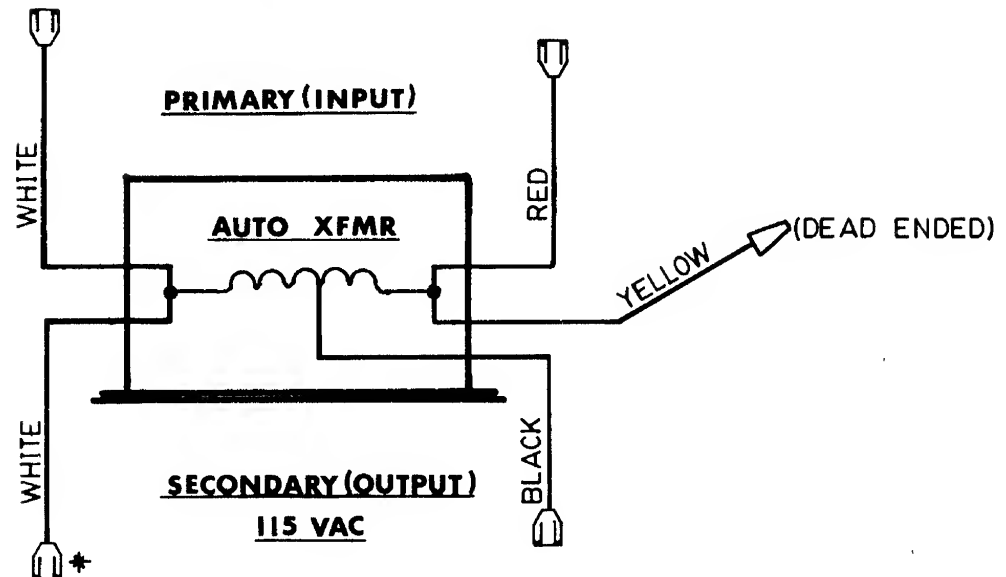 PRIMARY (INPUT)
WHITE
RED
AUTO XFMR
(DEAD ENDED)
YELLOW
WHITE
BLACK
SECONDARY (OUTPUT)
115 VAC
*